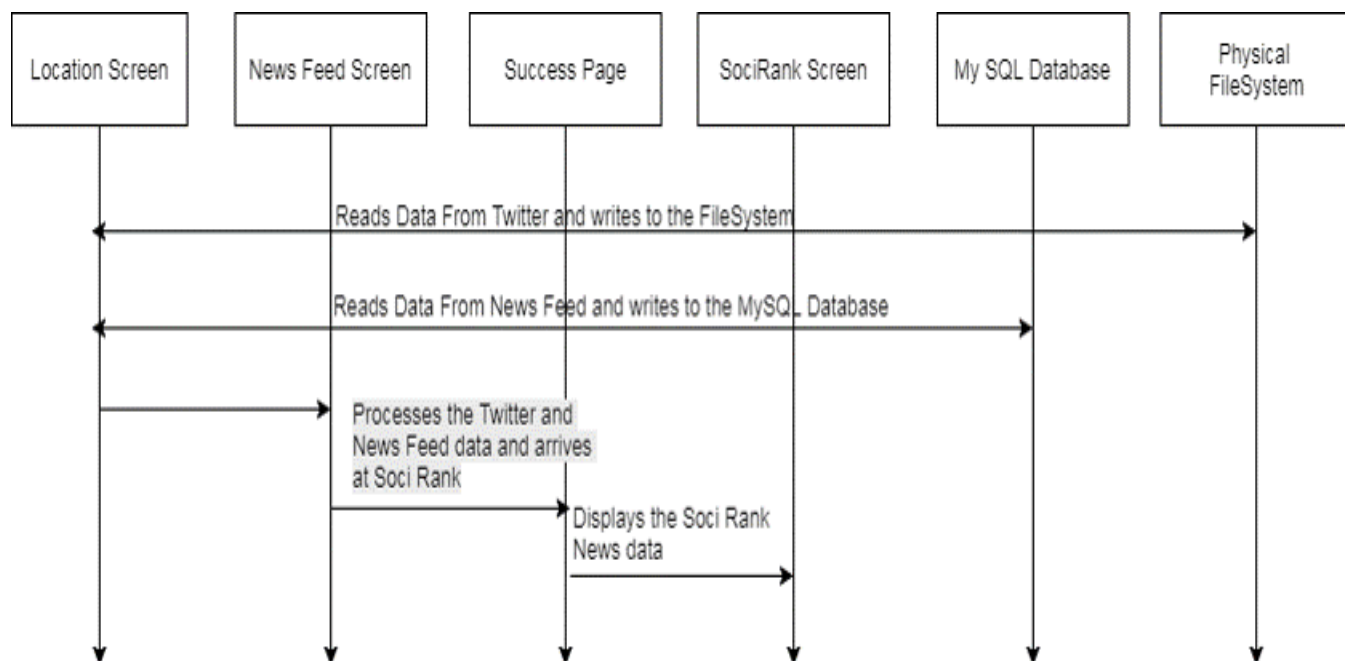 Location Screen
News Feed Screen
Success Page
SociRank Screen
My SQL Database
Physical
FileSystem
Reads Data From Twitter and writes to the FileSystem
Reads Data From News Feed and writes to the MySQL Database
Processes the Twitter and
News Feed data and arrives
at Soci Rank
Displays the Soci Rank
News data